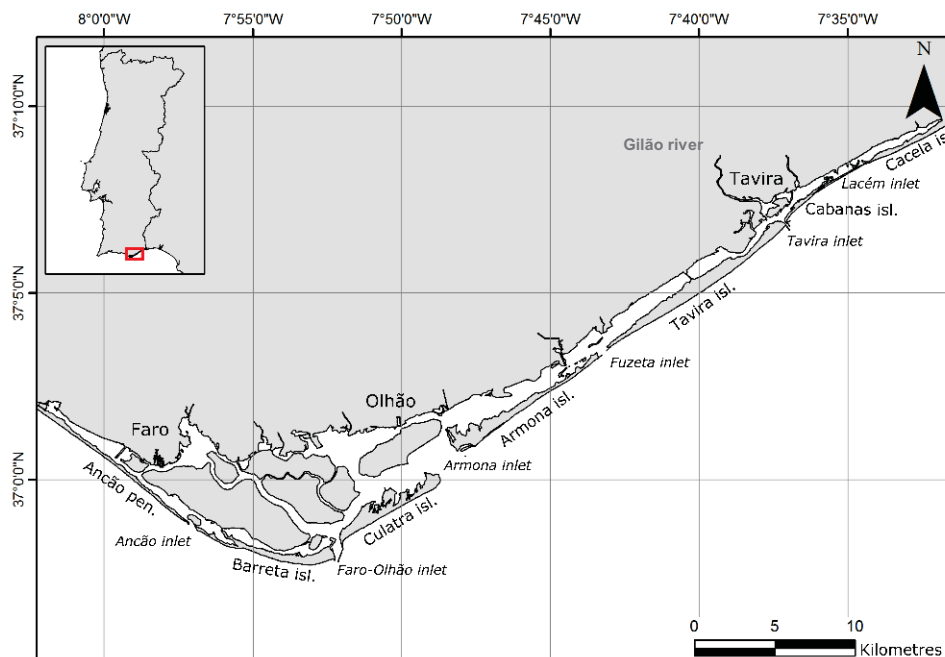 8°0'0"W 7°55'0"W 7°50'0"W 7°45'0"W 7°40'0"W 7°35'0"W
N
37°10'0"N
Gilão river
Cacela is
Tavira
Lacém inlet
Cabanas isl.
Tavira inlet
37°5'0"N
Tavira isl.
Fuzeta inlet
Olhão
Armona isl.
Faro
Armona inlet
37°0'0"N
Ancão pen.
Culatra isl.
Ancão inlet
Barreta isl.
Faro-Olhão inlet
0 5 10
Kilometres